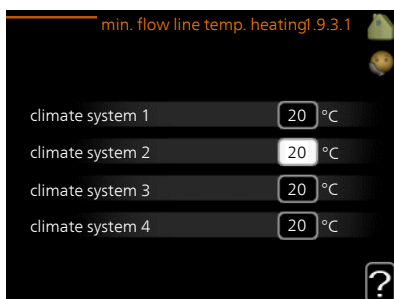 min. flow line temp. heating1.9.3.1
climate system 1 20 °C
climate system 2 20 °C
climate system 3 20 °C
climate system 4 20 °C
?